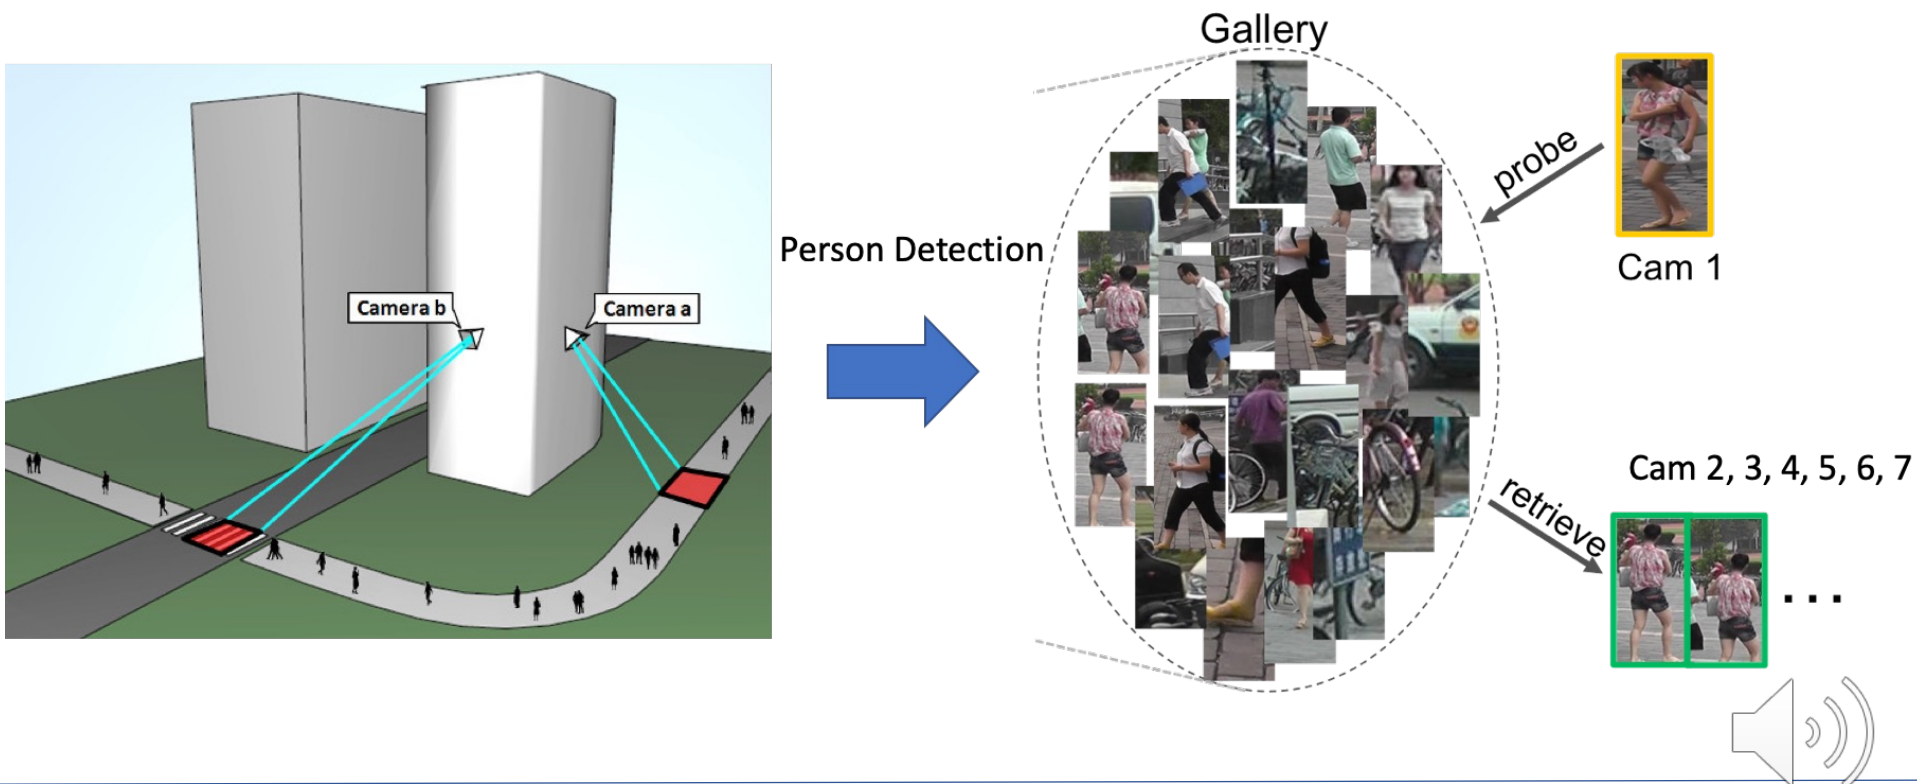 Gallery
Camera b
Camera a
Person Detection
probe
Cam 1
retrieve
Cam 2, 3, 4, 5, 6, 7
...